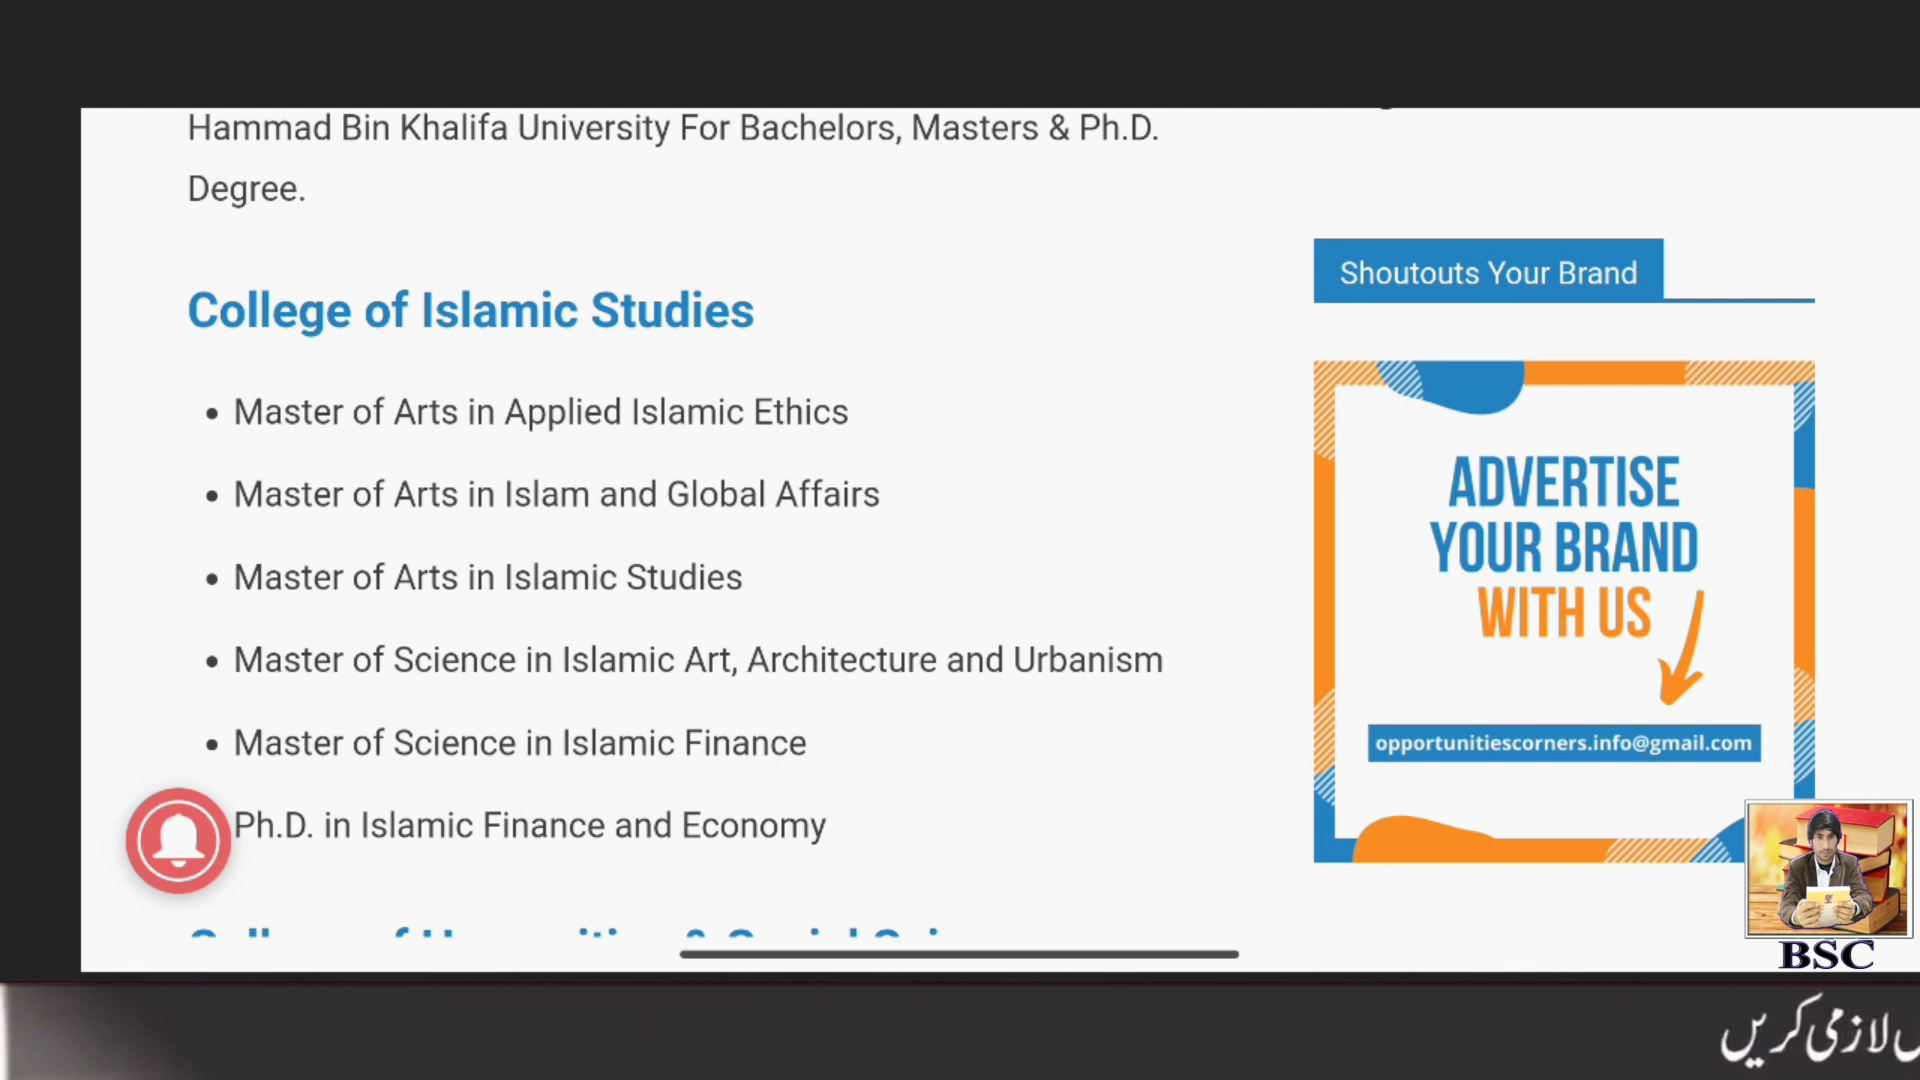 Hammad Bin Khalifa University For Bachelors, Masters & Ph.D.
Degree.
College of Islamic Studies
Master of Arts in Applied Islamic Ethics
Master of Arts in Islam and Global Affairs
Master of Arts in Islamic Studies
Master of Science in Islamic Art, Architecture and Urbanism
Master of Science in Islamic Finance
Ph.D. in Islamic Finance and Economy
Shoutouts Your Brand
ADVERTISE
YOUR BRAND
WITH US
opportunitiescorners.info@gmail.com
BSC
لازمی کریں